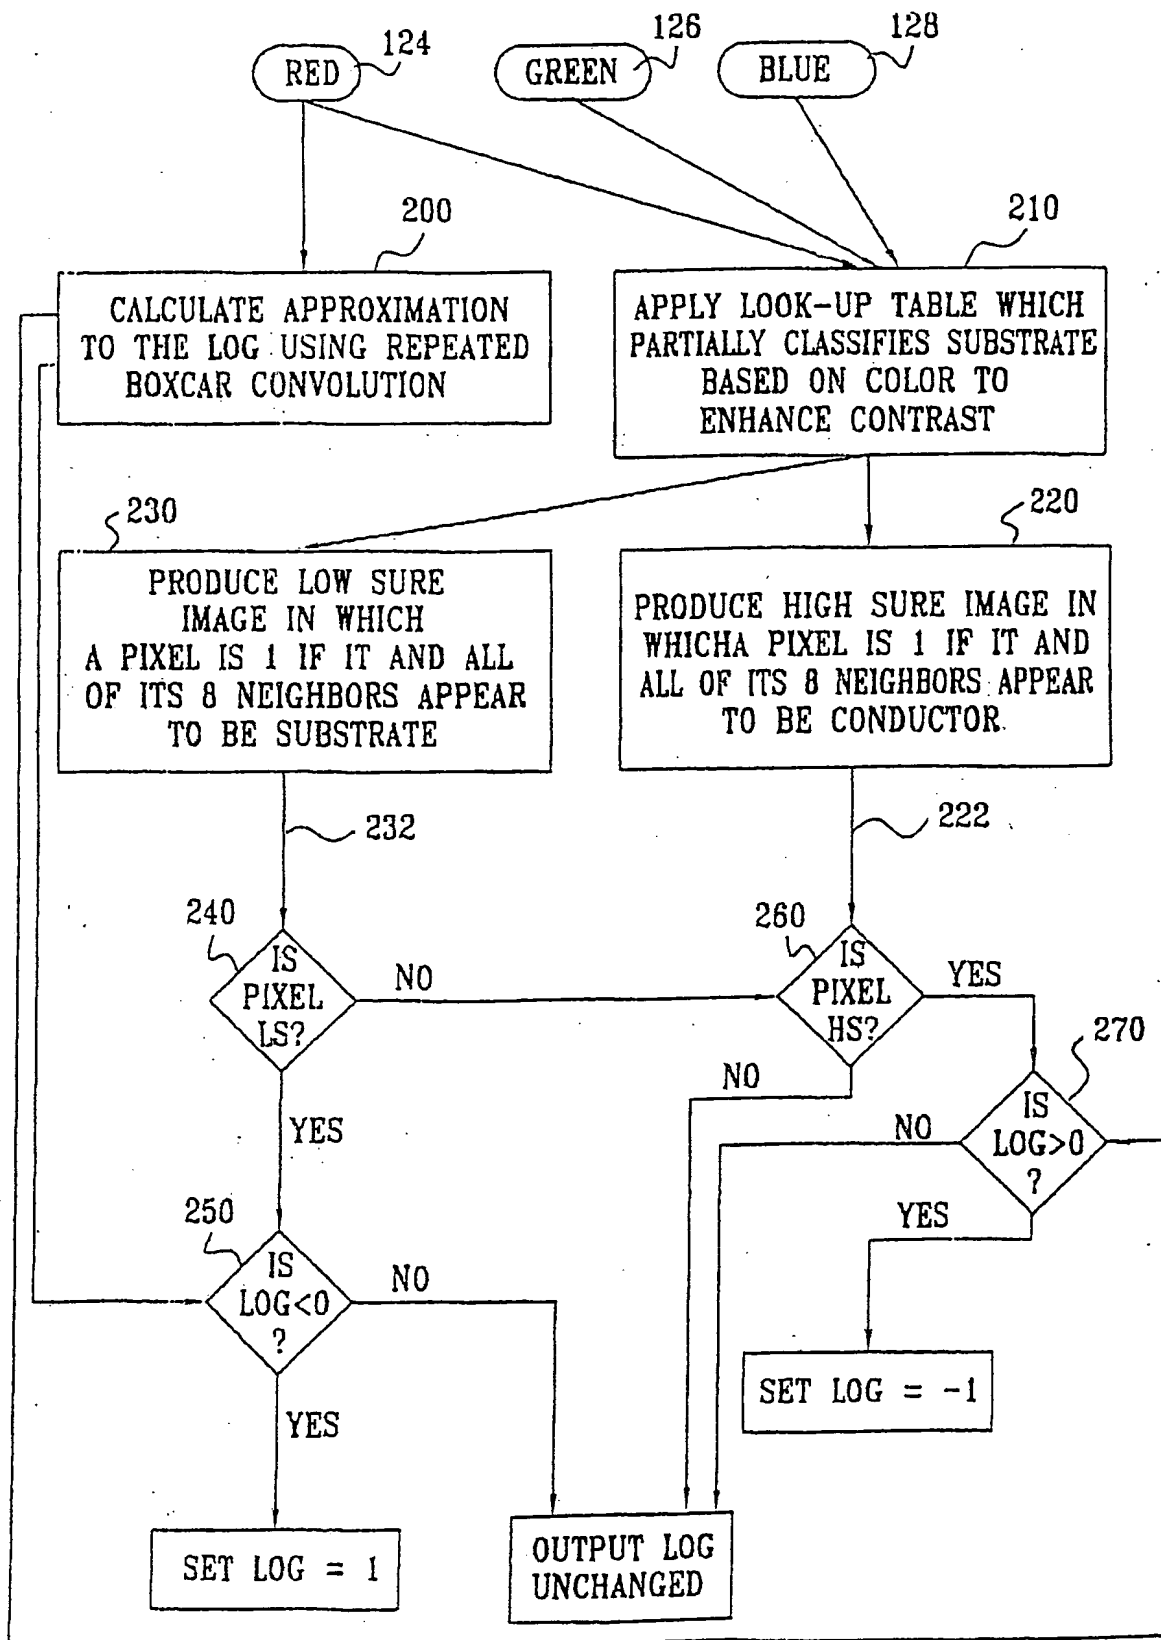 124
126
128
RED
GREEN
BLUE
200
210
CALCULATE APPROXIMATION
TO THE LOG USING REPEATED
BOXCAR CONVOLUTION
APPLY LOOK-UP TABLE WHICH
PARTIALLY CLASSIFIES SUBSTRATE
BASED ON COLOR TO
ENHANCE CONTRAST
230
220
PRODUCE LOW SURE
IMAGE IN WHICH
A PIXEL IS 1 IF IT AND ALL
OF ITS 8 NEIGHBORS APPEAR
TO BE SUBSTRATE
PRODUCE HIGH SURE IMAGE IN
WHICHA PIXEL IS 1 IF IT AND
ALL OF ITS 8 NEIGHBORS APPEAR
TO BE CONDUCTOR.
232
222
240
IS
PIXEL
LS?
NO
260
IS
PIXEL
HS?
YES
NO
270
IS
LOG>0
?
NO
YES
YES
250
IS
LOG<0
?
NO
YES
SET LOG = -1
SET LOG = 1
OUTPUT LOG
UNCHANGED